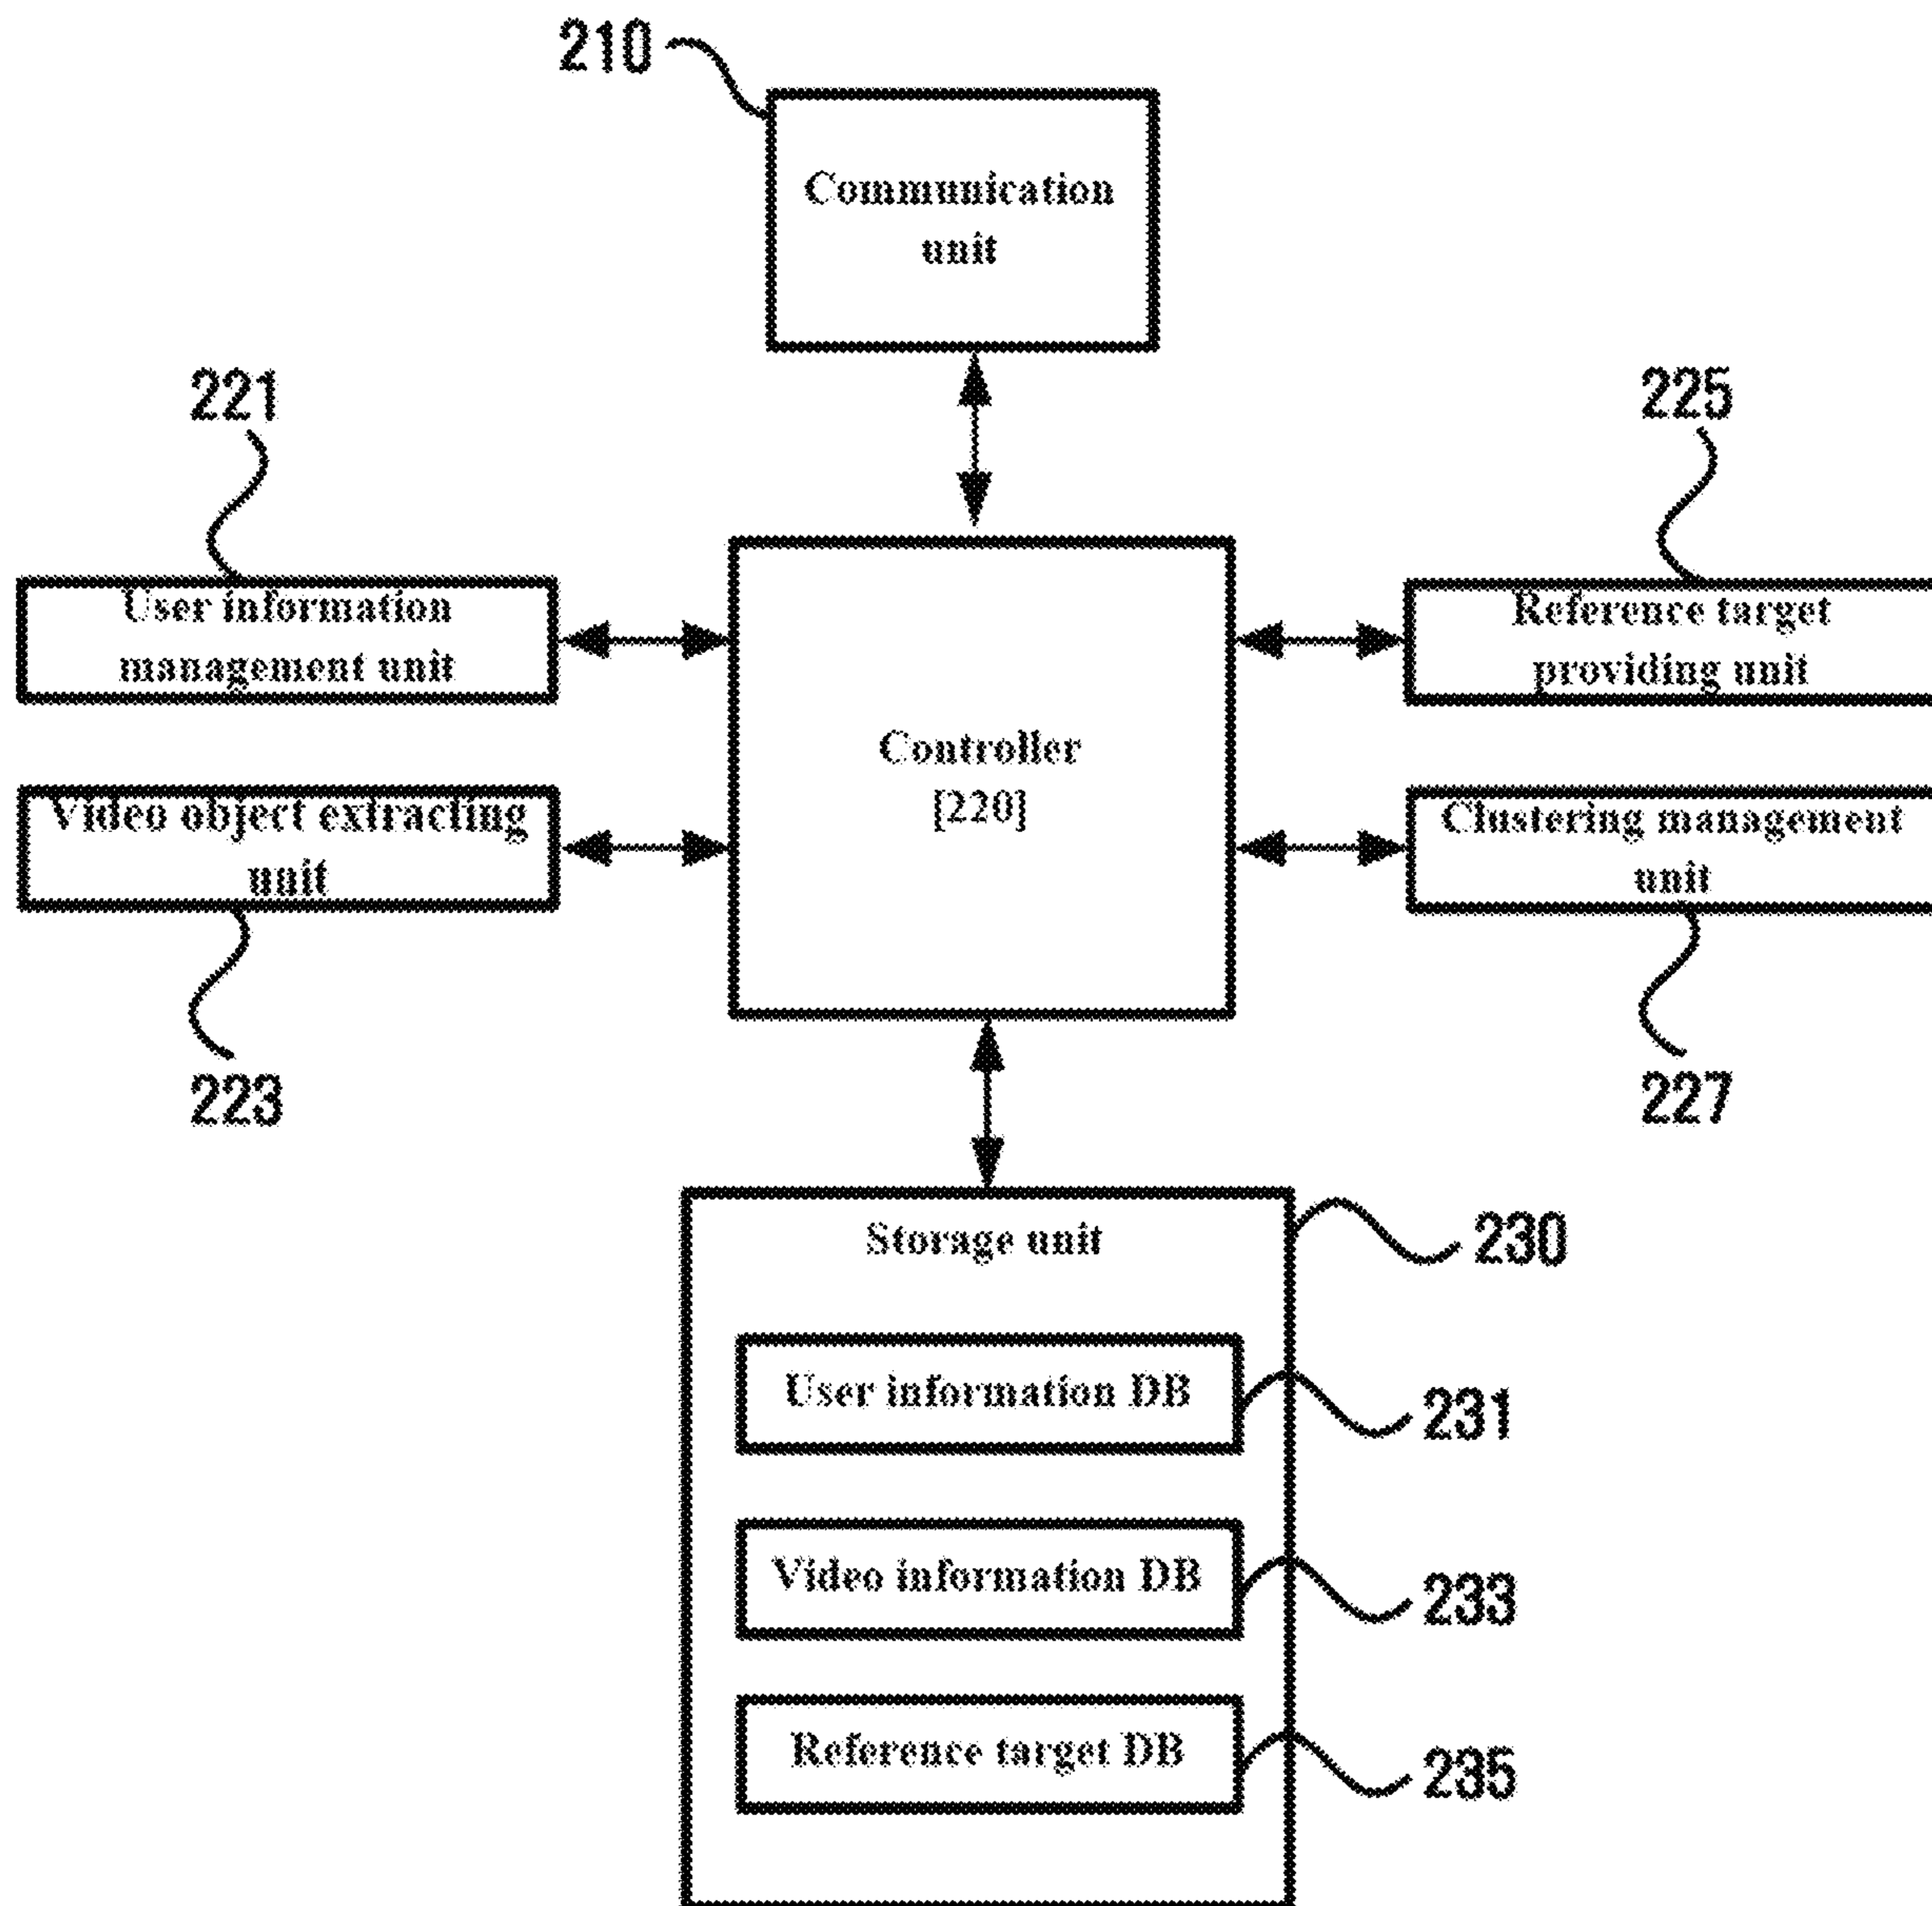 210
Communication
unit
221
225
User information
management unit
Reference target
providing unit
Controller
[220]
Video object extracting
unit
Clustering management
unit
223
227
Storage unit
230
User information DB
231
Video information DB
233
Reference target DB
235